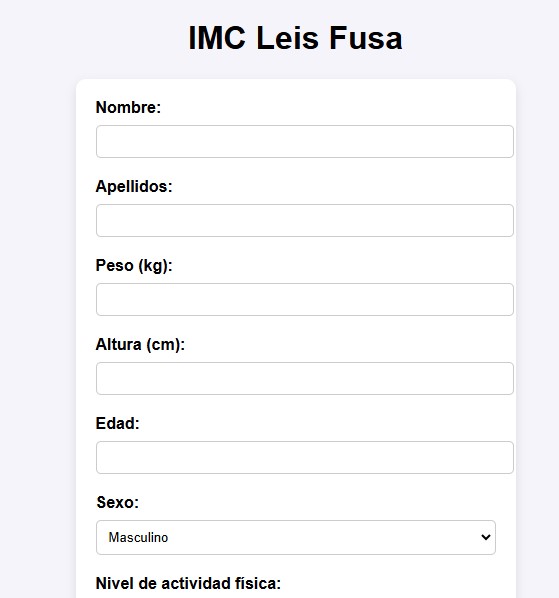 IMC Leis Fusa
Nombre:
Apellidos:
Peso (kg):
Altura (cm):
Edad:
Sexo:
Masculino
Nivel de actividad física: